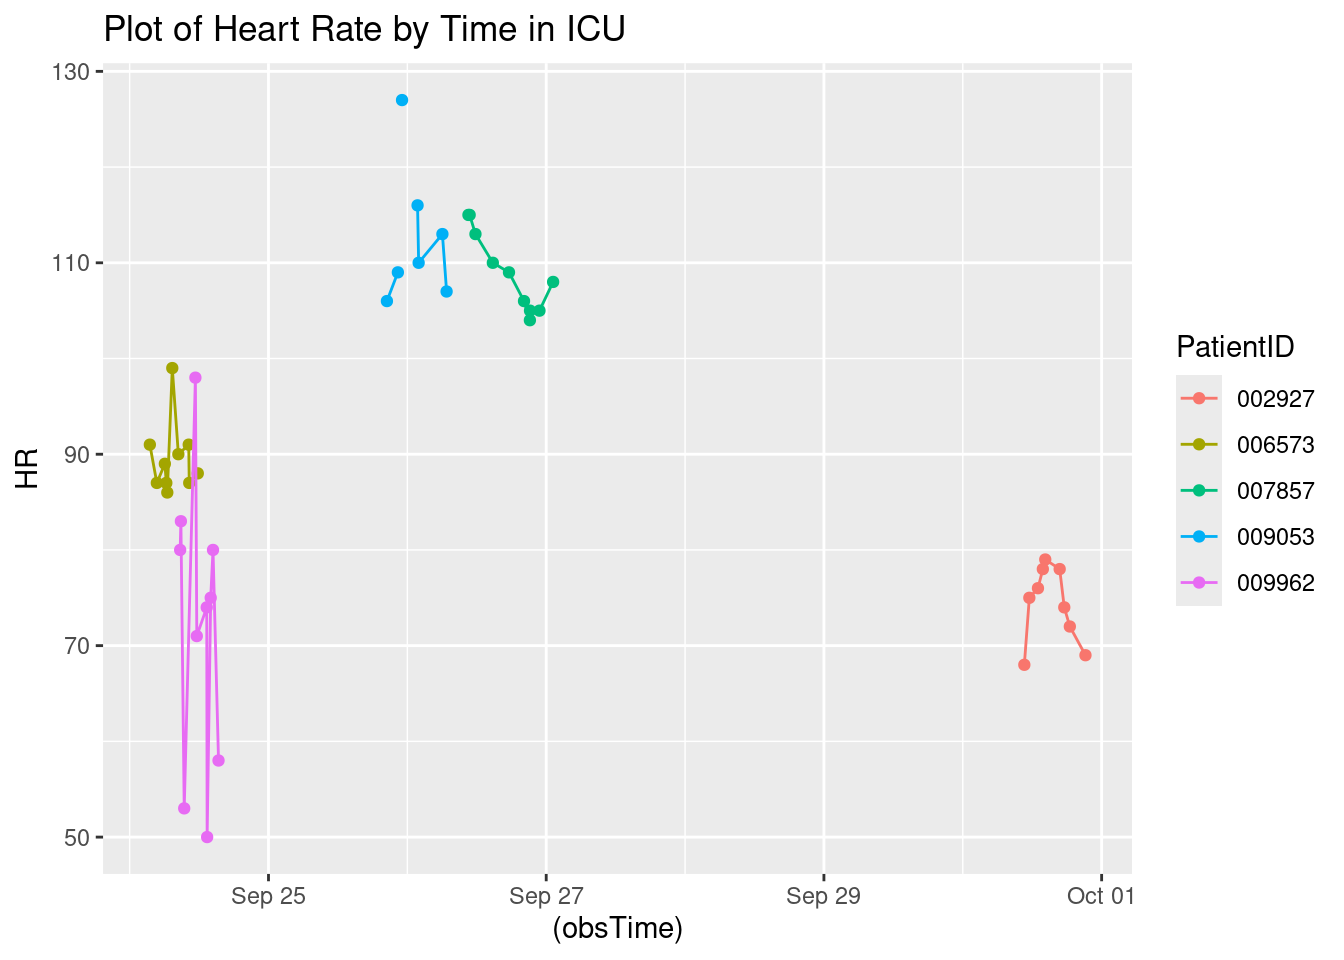 Plot of Heart Rate by Time in ICU
130
110
90
70
50
HR
Sep 25
Sep 27
Sep 29
Oct 01
(obsTime)
PatientID
002927
006573
007857
009053
009962